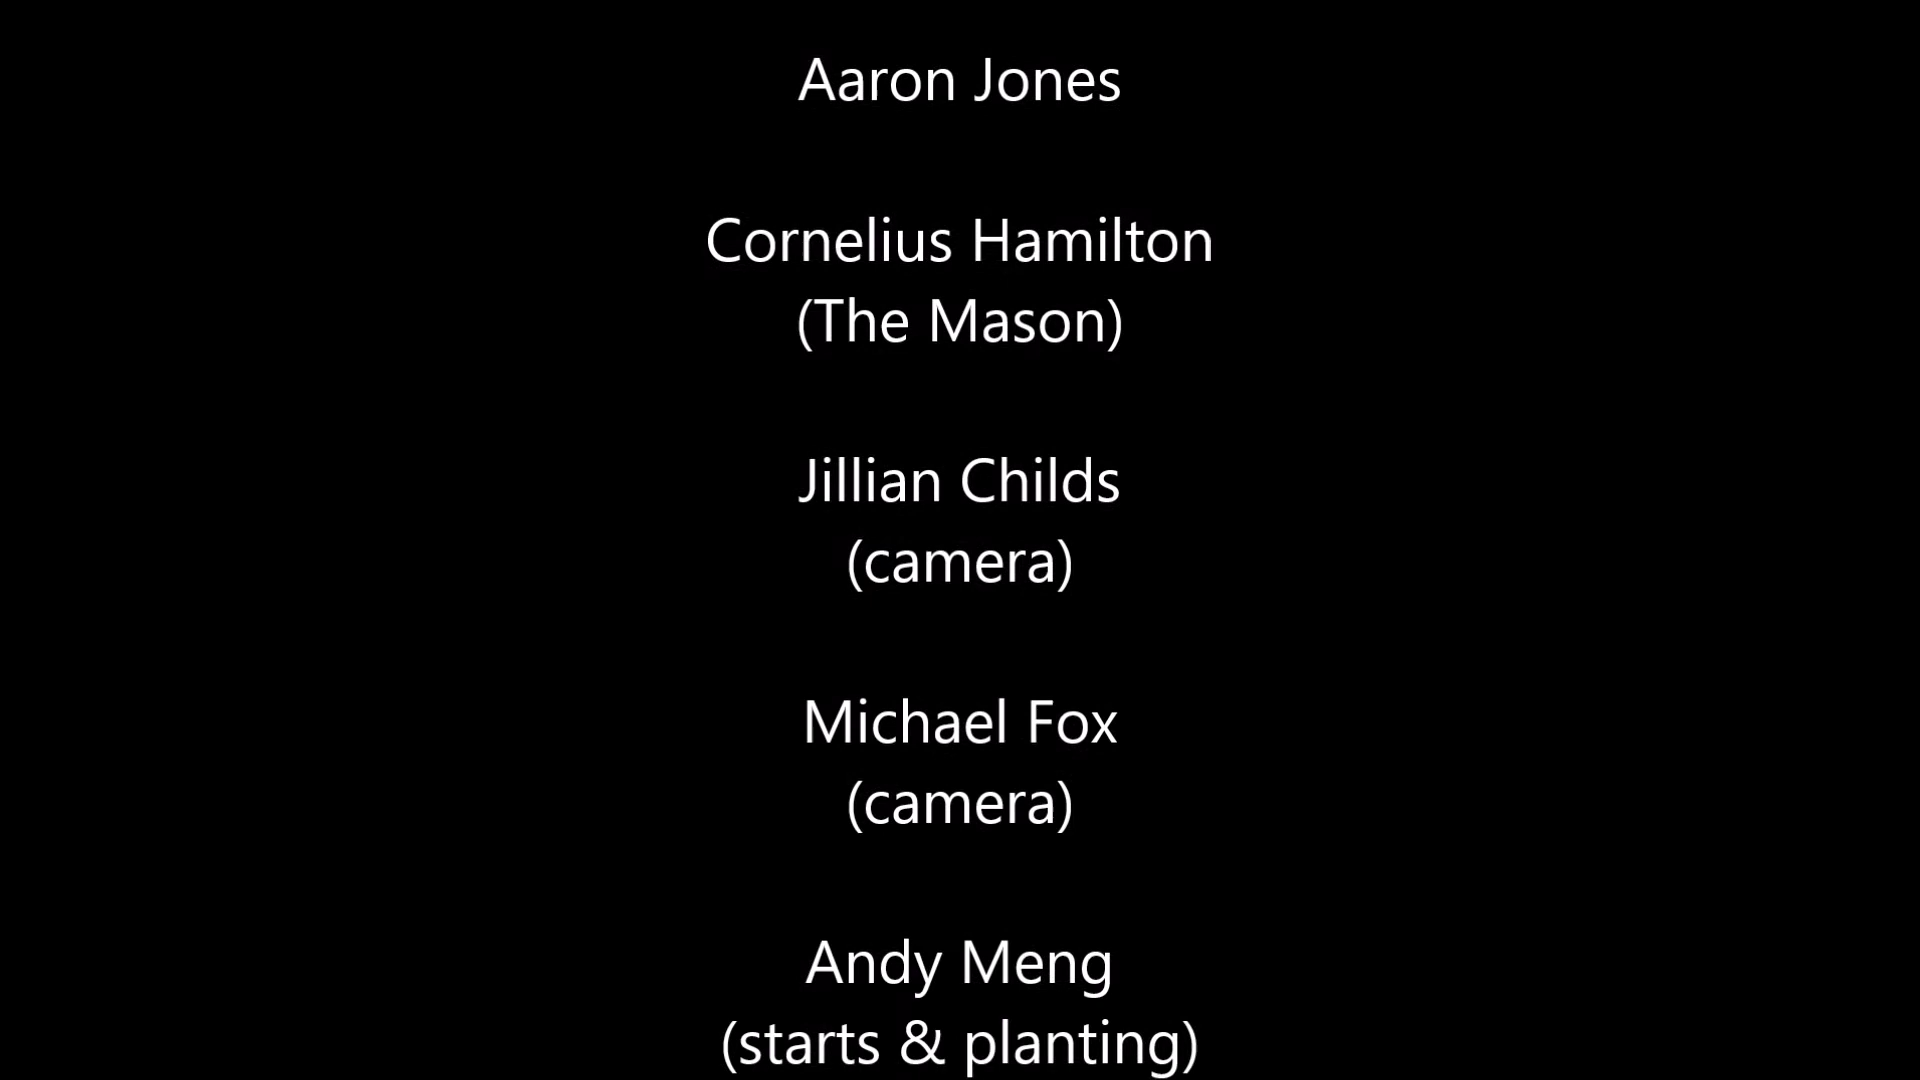 Aaron Jones
Cornelius Hamilton
(The Mason)
Jillian Childs
(camera)
Michael Fox
(camera)
Andy Meng
(starts & planting)